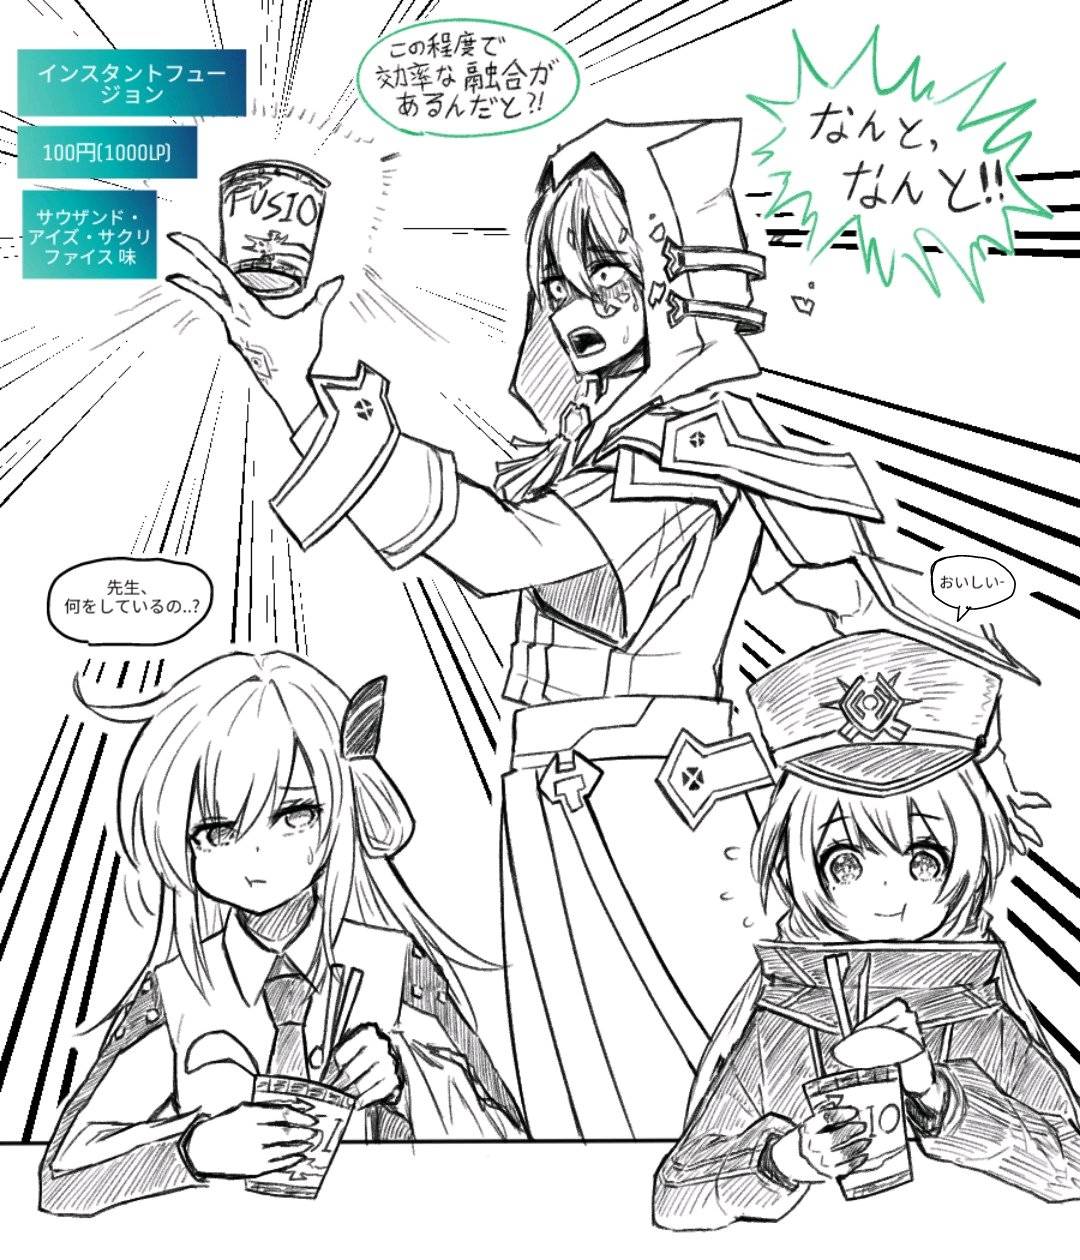 インスタントフュー
ジョン
100円(1000LP)
サウザンド・
アイズ・サクリ
ファイス 味
この程度で
効率な融合が
あるんだと?!
なんと,
なんと!!
FUSIO
先生、
何をしているの..?
おいしい-
IO